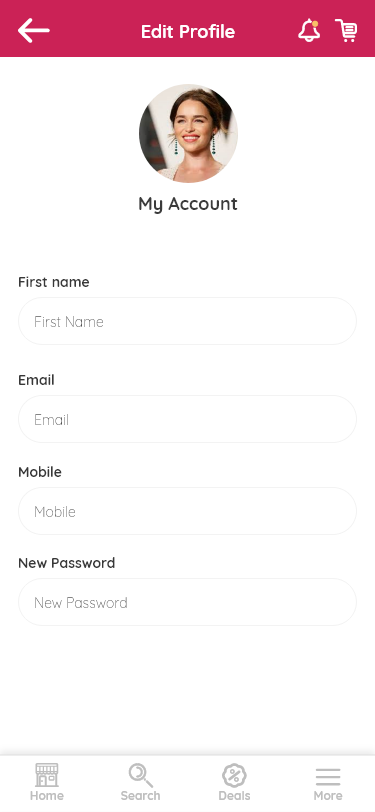 Edit Profile
My Account
First name
First Name
Email
Email
Mobile
Mobile
New Password
New Password
Home Search Deals More